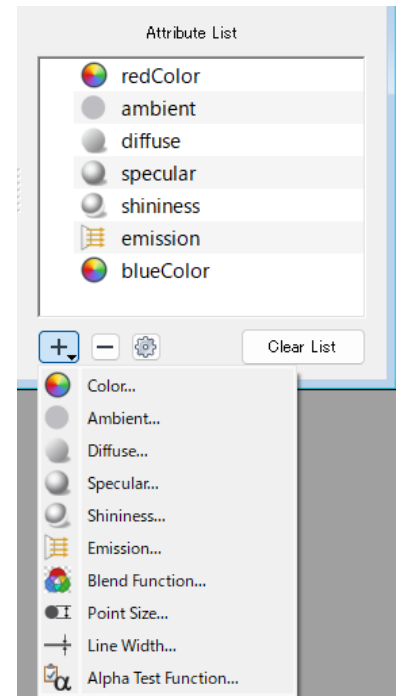 Attribute List
redColor
ambient
diffuse
specular
shininess
emission
blueColor
Clear List
Color...
Ambient...
Diffuse...
Specular...
Shininess...
Emission...
Blend Function...
Point Size...
Line Width...
Alpha Test Function...